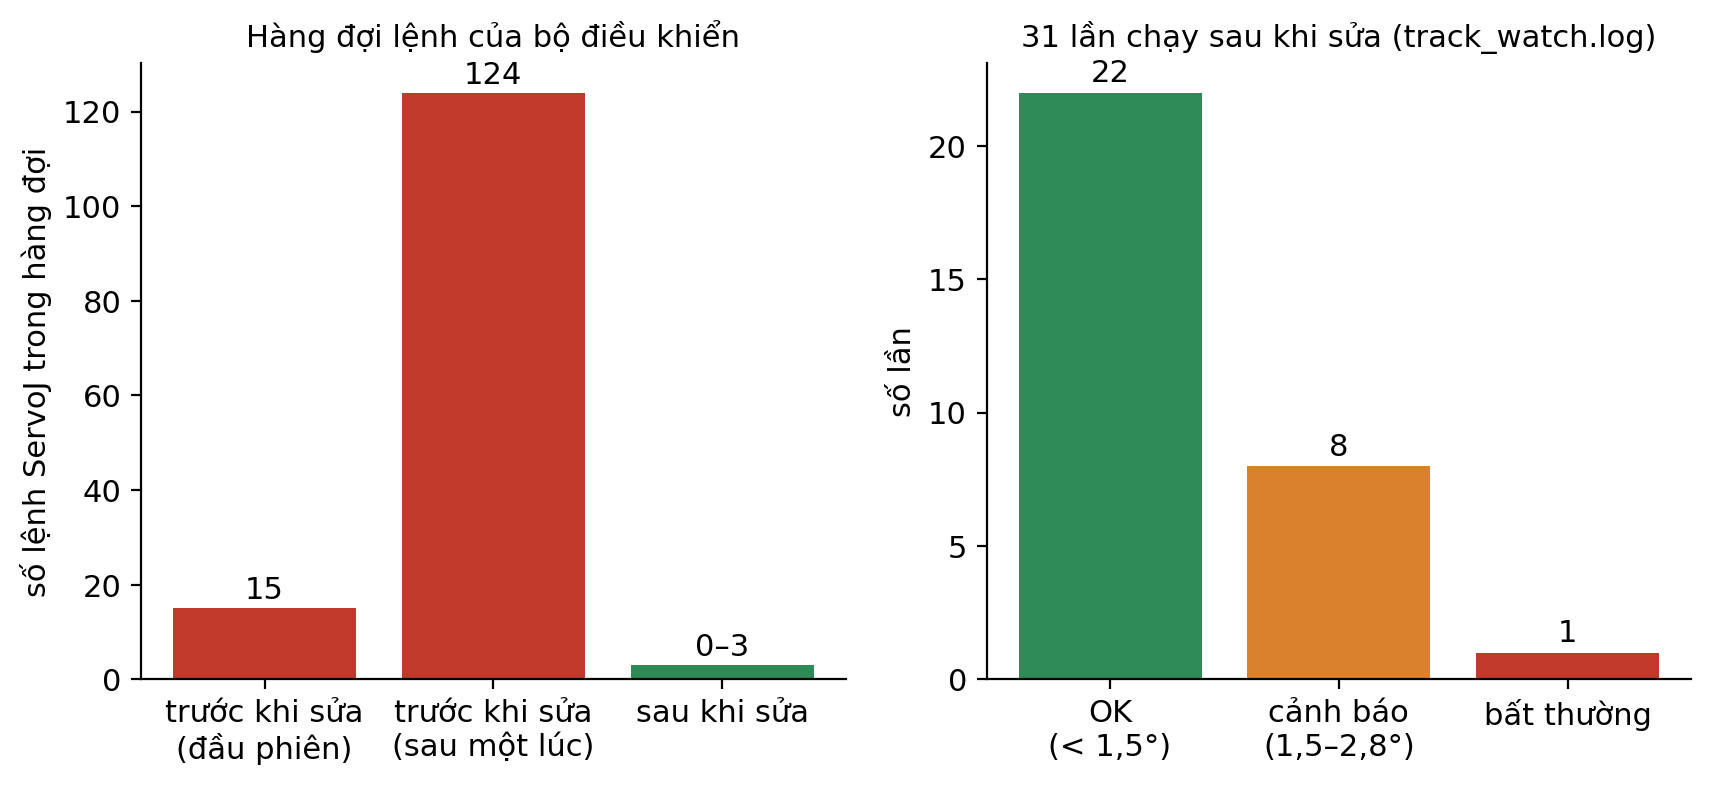 Hàng đợi lệnh của bộ điều khiển
số lệnh ServoJ trong hàng đợi
120
100
80
60
40
20
0
15
124
0–3
trước khi sửa
(đầu phiên)
trước khi sửa
(sau một lúc)
sau khi sửa
31 lần chạy sau khi sửa (track_watch.log)
số lần
20
15
10
5
0
22
8
1
OK
(< 1,5°)
cảnh báo
(1,5–2,8°)
bất thường